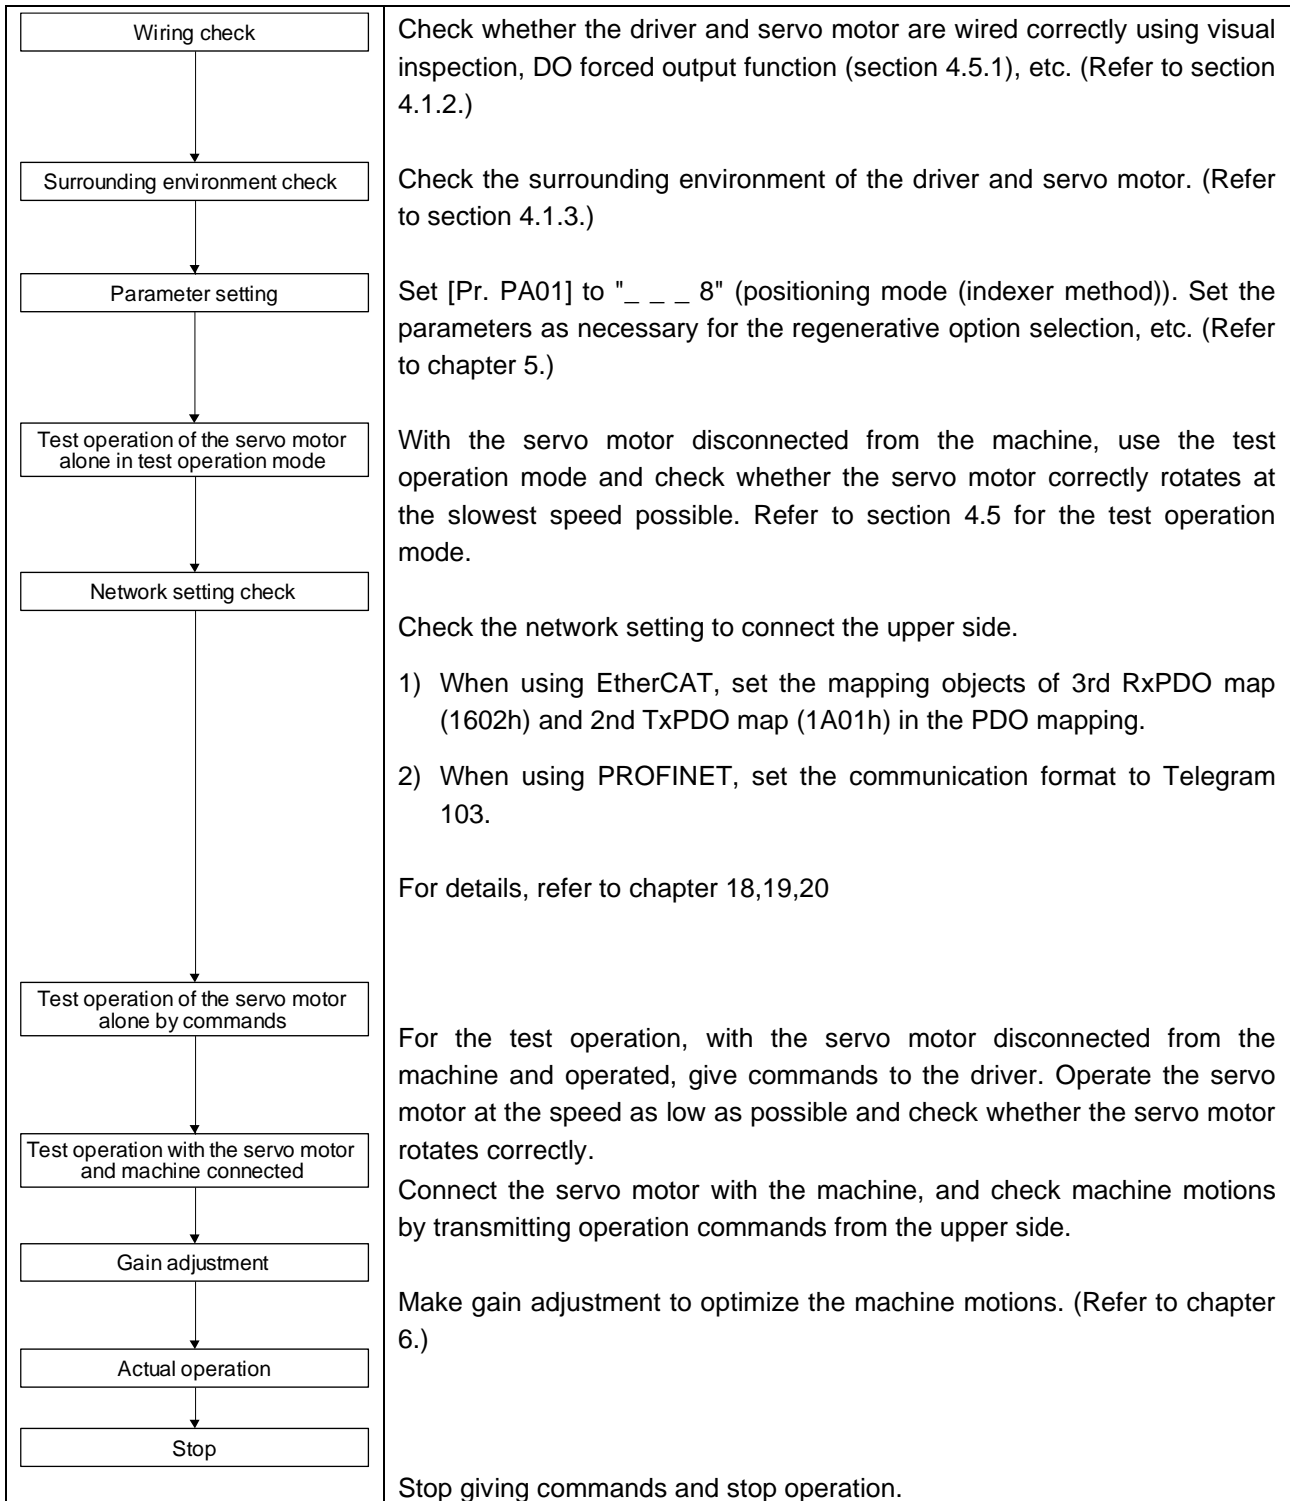 Wiring check
Check whether the driver and servo motor are wired correctly using visual
inspection, DO forced output function (section 4.5.1), etc. (Refer to section
4.1.2.)
Surrounding environment check
Check the surrounding environment of the driver and servo motor. (Refer
to section 4.1.3.)
Parameter setting
Set [Pr. PA01] to "_ _ _ 8" (positioning mode (indexer method)). Set the
parameters as necessary for the regenerative option selection, etc. (Refer
to chapter 5.)
Test operation of the servo motor
alone in test operation mode
With the servo motor disconnected from the machine, use the test
operation mode and check whether the servo motor correctly rotates at
the slowest speed possible. Refer to section 4.5 for the test operation
mode.
Network setting check
Check the network setting to connect the upper side.
1) When using EtherCAT, set the mapping objects of 3rd RxPDO map
(1602h) and 2nd TxPDO map (1A01h) in the PDO mapping.
2) When using PROFINET, set the communication format to Telegram
103.
For details, refer to chapter 18,19,20
Test operation of the servo motor
alone by commands
For the test operation, with the servo motor disconnected from the
machine and operated, give commands to the driver. Operate the servo
motor at the speed as low as possible and check whether the servo motor
rotates correctly.
Test operation with the servo motor
and machine connected
Connect the servo motor with the machine, and check machine motions
by transmitting operation commands from the upper side.
Gain adjustment
Make gain adjustment to optimize the machine motions. (Refer to chapter
6.)
Actual operation
Stop
Stop giving commands and stop operation.